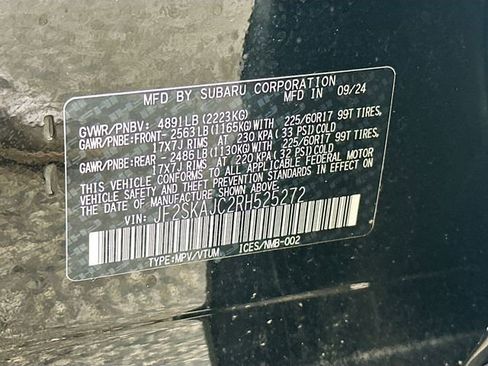 MFD BY SUBARU CORPORATION
MFD IN 09/24
GVWR/PNBV: 4891LB (2223KG)
GAWR/PNBE:FRONT- 2563LB (1165KG) 225/60R17 99T TIRES,
17X7J RIMS AT 230 KPA (33 PSI) COLD
GAWR/PNBE:REAR - 2486LB (1130KG) 225/60R17 99T TIRES,
17X7J RIMS AT 220 KPA (32 PSI) COLD
THIS VEHICLE CONFORMS TO ALL APPLICABLE FEDERAL MOTOR
VEHICLE SAFETY AND THEFT PREVENTION STANDARDS IN EFFECT ON
THE DATE OF MANUFACTURE SHOWN ABOVE.
VIN: JF2SKAJC2RH525272
TYPE:MPV/VTUM ICES/NMB-002